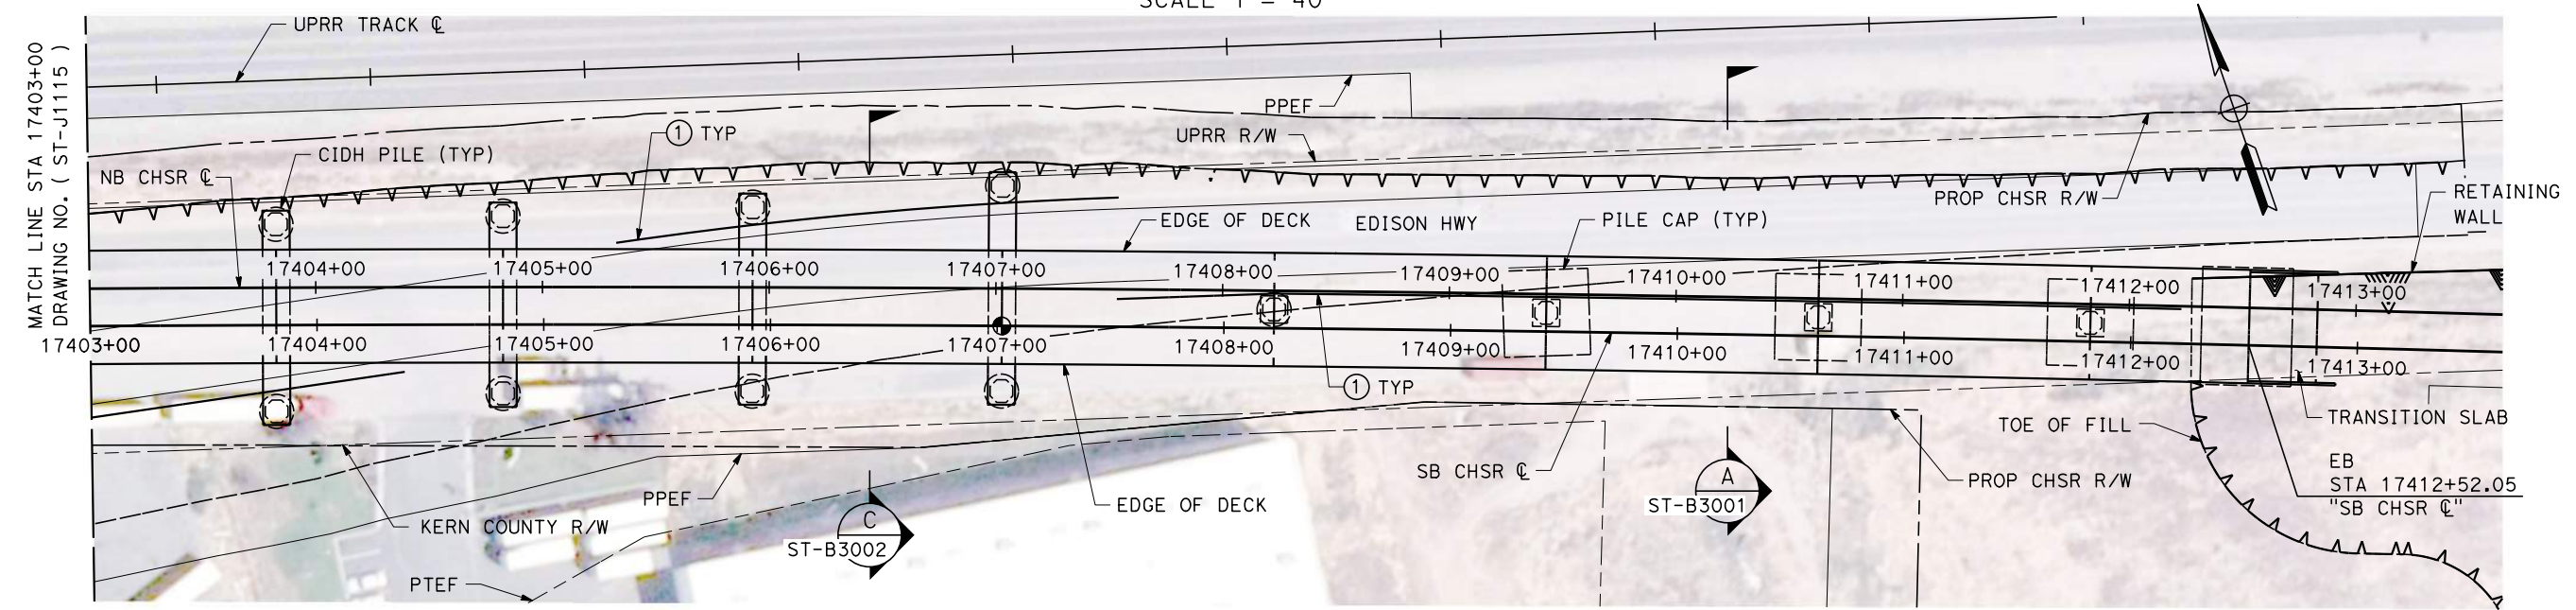 SCALE 1" = 40'
UPRR TRACK ℄
MATCH LINE STA 17403+00
DRAWING NO. ( ST-J1115 )
PPEF
① TYP
UPRR R/W
CIDH PILE (TYP)
NB CHSR ℄
PROP CHSR R/W
RETAINING
WALL
EDGE OF DECK
EDISON HWY
PILE CAP (TYP)
17404+00
17405+00
17406+00
17407+00
17408+00
17409+00
17410+00
17411+00
17412+00
17413+00
17403+00
17404+00
17405+00
17406+00
17407+00
17408+00
17409+00
17410+00
17411+00
17412+00
17413+00
① TYP
TRANSITION SLAB
TOE OF FILL
EB
STA 17412+52.05
"SB CHSR ℄"
SB CHSR ℄
A
ST-B3001
PROP CHSR R/W
PPEF
EDGE OF DECK
KERN COUNTY R/W
C
ST-B3002
PTEF